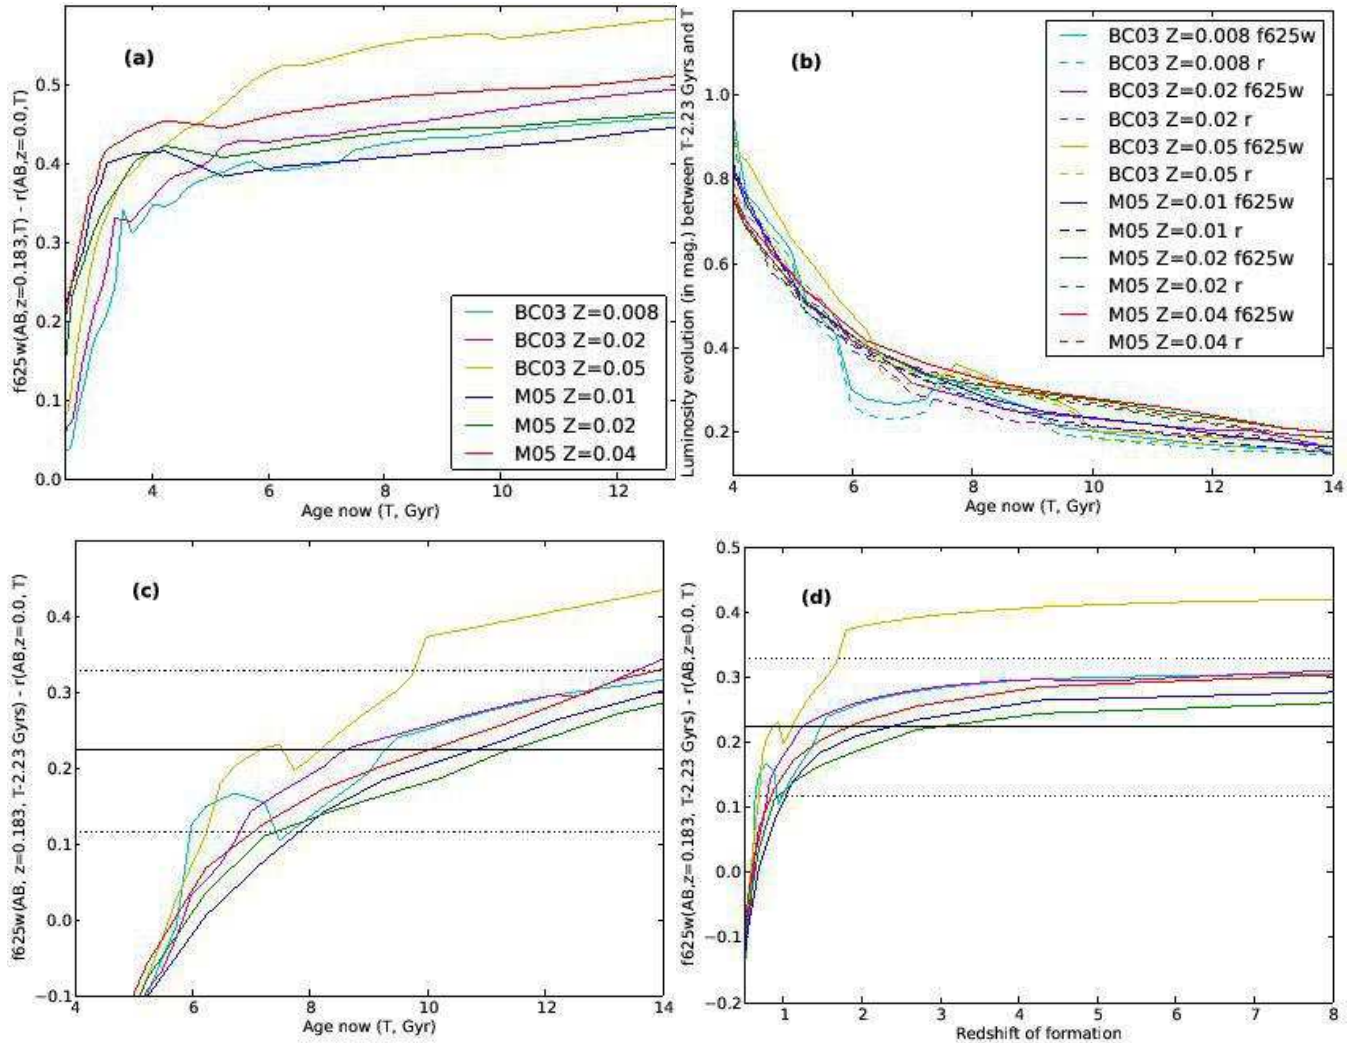 (a)
f625w(AB,z=0.183,T) - r(AB,z=0.0,T)
0.5
0.4
0.3
0.2
0.1
0.0
BC03 Z=0.008
BC03 Z=0.02
BC03 Z=0.05
M05 Z=0.01
M05 Z=0.02
M05 Z=0.04
4 6 8 10 12
Age now (T, Gyr)
(b)
Luminosity evolution (in mag.) between T-2.23 Gyrs and T
1.0
0.8
0.6
0.4
0.2
BC03 Z=0.008 f625w
BC03 Z=0.008 r
BC03 Z=0.02 f625w
BC03 Z=0.02 r
BC03 Z=0.05 f625w
BC03 Z=0.05 r
M05 Z=0.01 f625w
M05 Z=0.01 r
M05 Z=0.02 f625w
M05 Z=0.02 r
M05 Z=0.04 f625w
M05 Z=0.04 r
4 6 8 10 12 14
Age now (T, Gyr)
(c)
f625w(AB, z=0.183, T-2.23 Gyrs) - r(AB,z=0.0, T)
0.4
0.3
0.2
0.1
0.0
−0.1
4 6 8 10 12 14
Age now (T, Gyr)
(d)
f625w(AB,z=0.183, T-2.23 Gyrs) - r(AB,z=0.0, T)
0.5
0.4
0.3
0.2
0.1
0.0
−0.1
−0.2
1 2 3 4 5 6 7 8
Redshift of formation